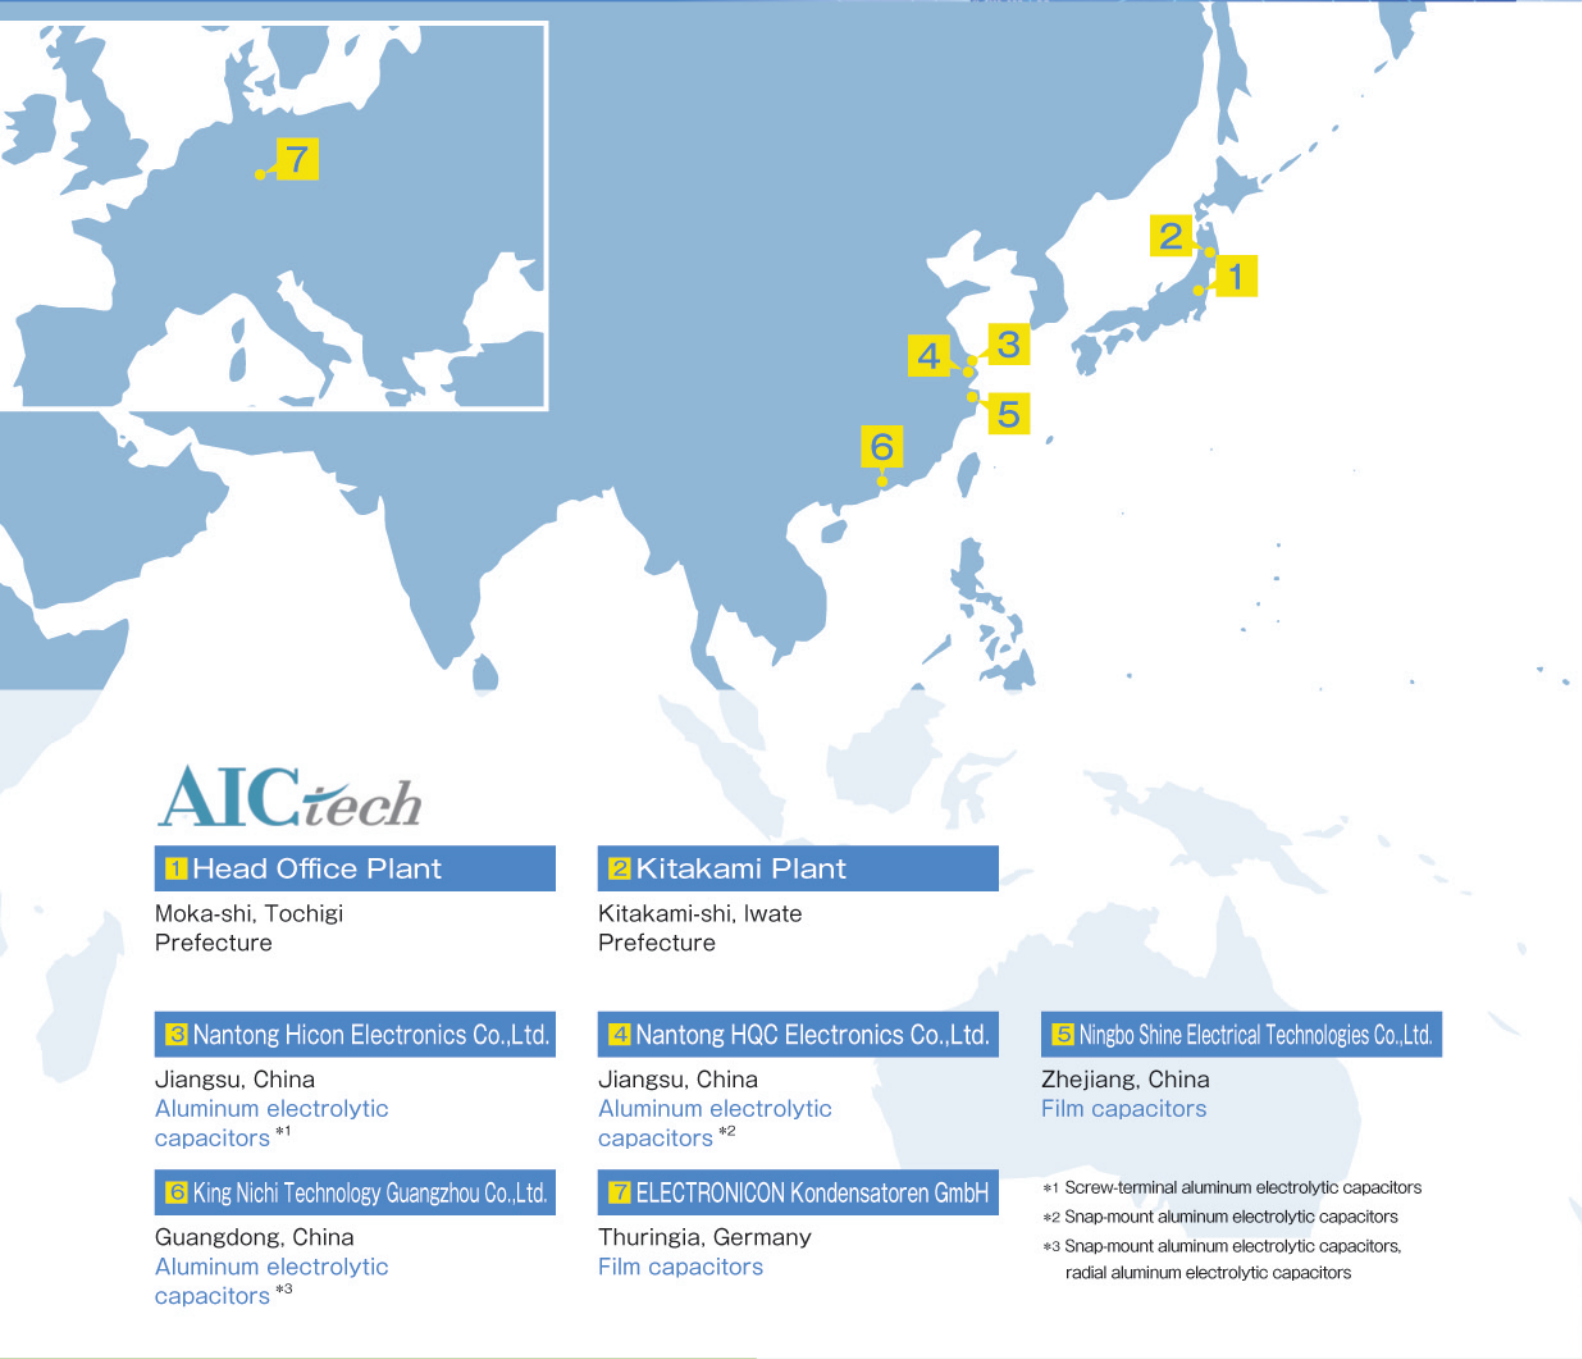 7
2
1
3
4
5
6
AICtech
1 Head Office Plant
Moka-shi, Tochigi
Prefecture
2 Kitakami Plant
Kitakami-shi, Iwate
Prefecture
3 Nantong Hicon Electronics Co.,Ltd.
Jiangsu, China
Aluminum electrolytic
capacitors *1
4 Nantong HQC Electronics Co.,Ltd.
Jiangsu, China
Aluminum electrolytic
capacitors *2
5 Ningbo Shine Electrical Technologies Co.,Ltd.
Zhejiang, China
Film capacitors
6 King Nichi Technology Guangzhou Co.,Ltd.
Guangdong, China
Aluminum electrolytic
capacitors *3
7 ELECTRONICON Kondensatoren GmbH
Thuringia, Germany
Film capacitors
*1 Screw-terminal aluminum electrolytic capacitors
*2 Snap-mount aluminum electrolytic capacitors
*3 Snap-mount aluminum electrolytic capacitors,
radial aluminum electrolytic capacitors